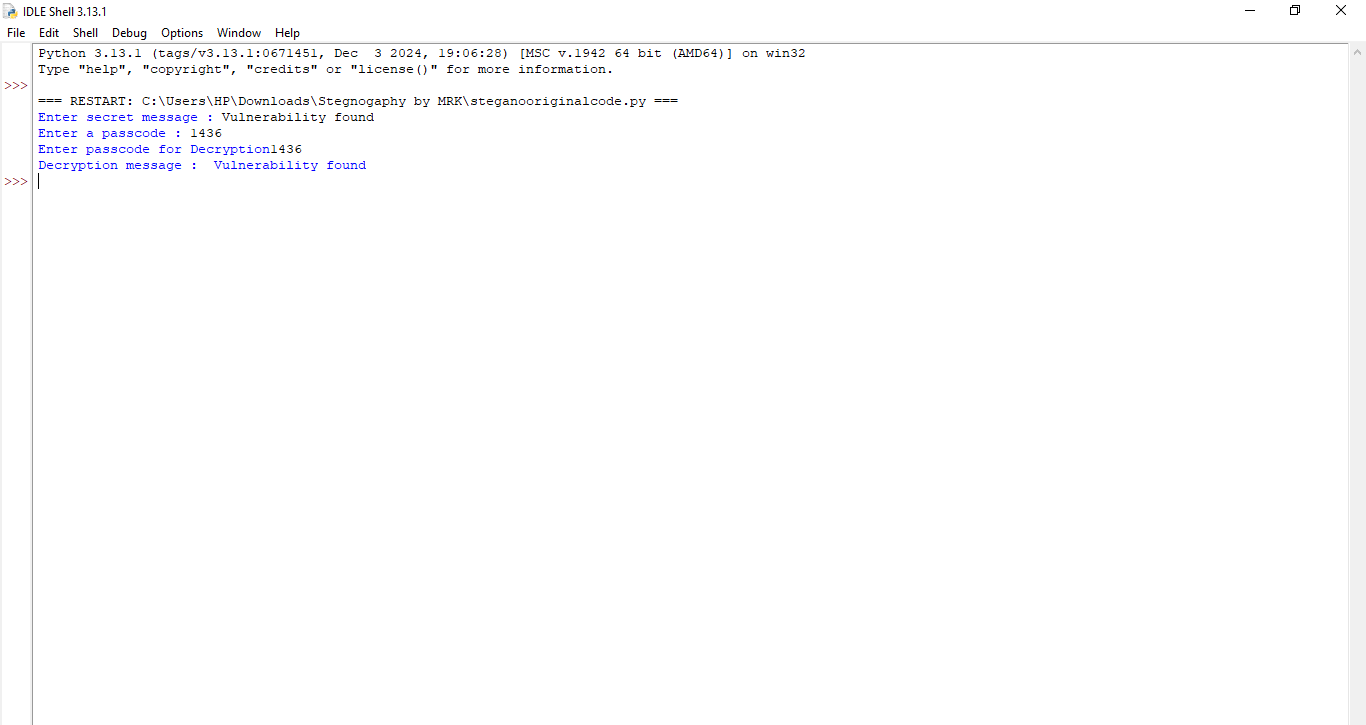 IDLE Shell 3.13.1
File Edit Shell Debug Options Window Help
Python 3.13.1 (tags/v3.13.1:0671451, Dec  3 2024, 19:06:28) [MSC v.1942 64 bit (AMD64)] on win32
Type "help", "copyright", "credits" or "license()" for more information.
>>>
=== RESTART: C:\Users\HP\Downloads\Stegnogaphy by MRK\steganooriginalcode.py ===
Enter secret message : Vulnerability found
Enter a passcode : 1436
Enter passcode for Decryption1436
Decryption message :  Vulnerability found
>>>